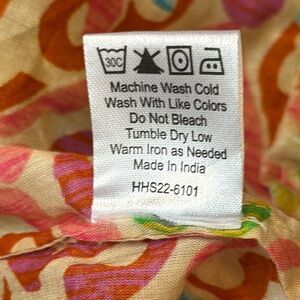 30C
Machine Wash Cold
Wash With Like Colors
Do Not Bleach
Tumble Dry Low
Warm Iron as Needed
Made in India
HHS22-6101